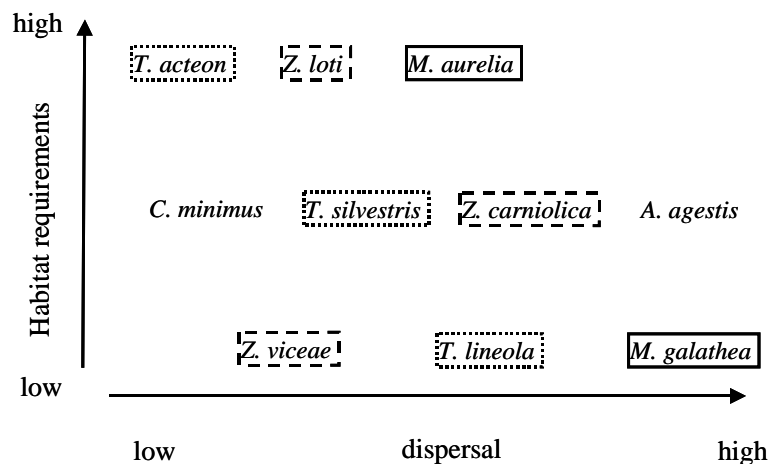 high
T. acteon Z. loti M. aurelia
Habitat requirements
C. minimus T. silvestris Z. carniolica A. agestis
Z. viceae T. lineola M. galathea
low
low dispersal high